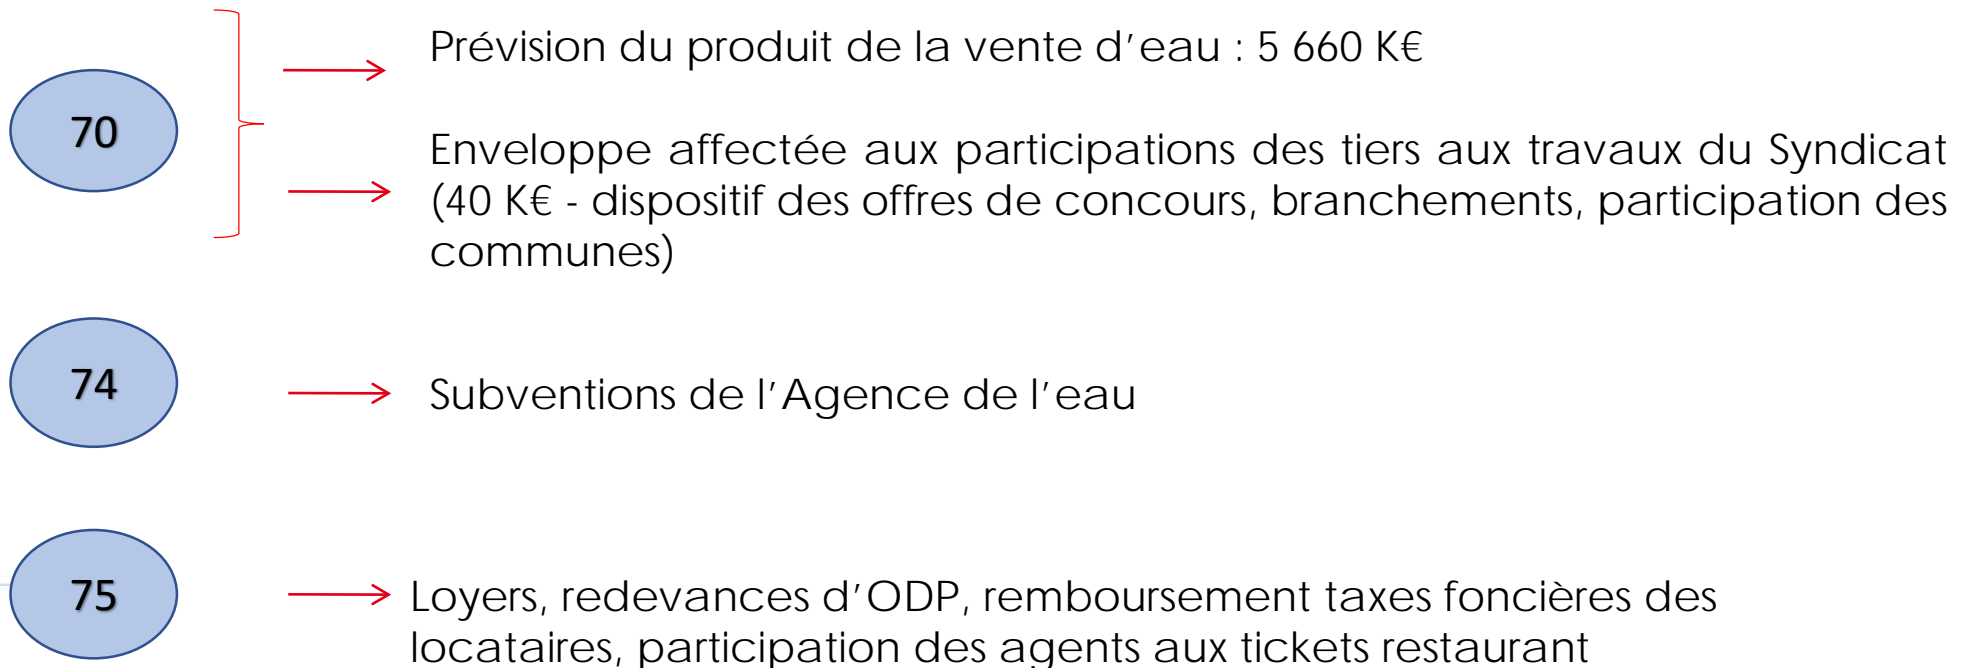 70
Prévision du produit de la vente d’eau : 5 660 K€
Enveloppe affectée aux participations des tiers aux travaux du Syndicat
(40 K€ - dispositif des offres de concours, branchements, participation des
communes)
74
Subventions de l’Agence de l’eau
75
Loyers, redevances d’ODP, remboursement taxes foncières des
locataires, participation des agents aux tickets restaurant